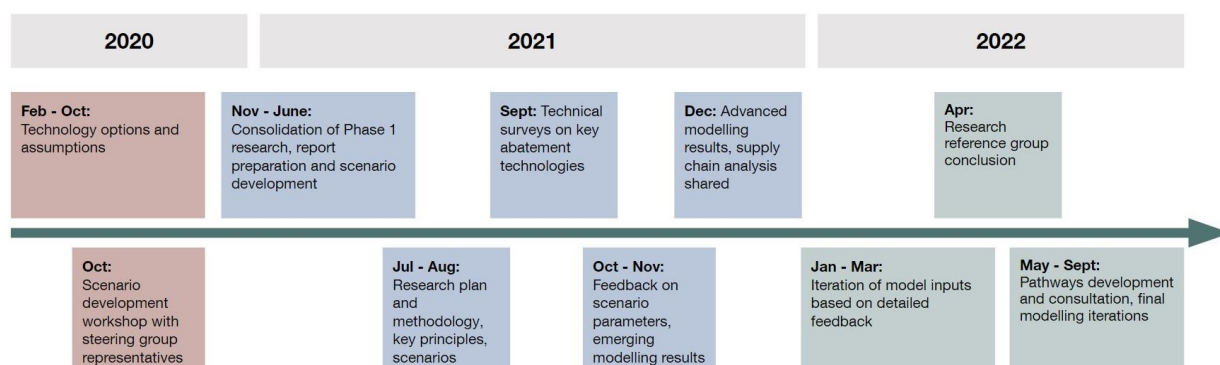 2020
2021
2022
Feb - Oct:
Technology options and
assumptions
Nov - June:
Consolidation of Phase 1
research, report
preparation and scenario
development
Sept: Technical
surveys on key
abatement
technologies
Dec: Advanced
modelling
results, supply
chain analysis
shared
Apr:
Research
reference group
conclusion
Oct:
Scenario
development
workshop with
steering group
representatives
Jul - Aug:
Research plan
and
methodology,
key principles,
scenarios
Oct - Nov:
Feedback on
scenario
parameters,
emerging
modelling results
Jan - Mar:
Iteration of model inputs
based on detailed
feedback
May - Sept:
Pathways development
and consultation, final
modelling iterations